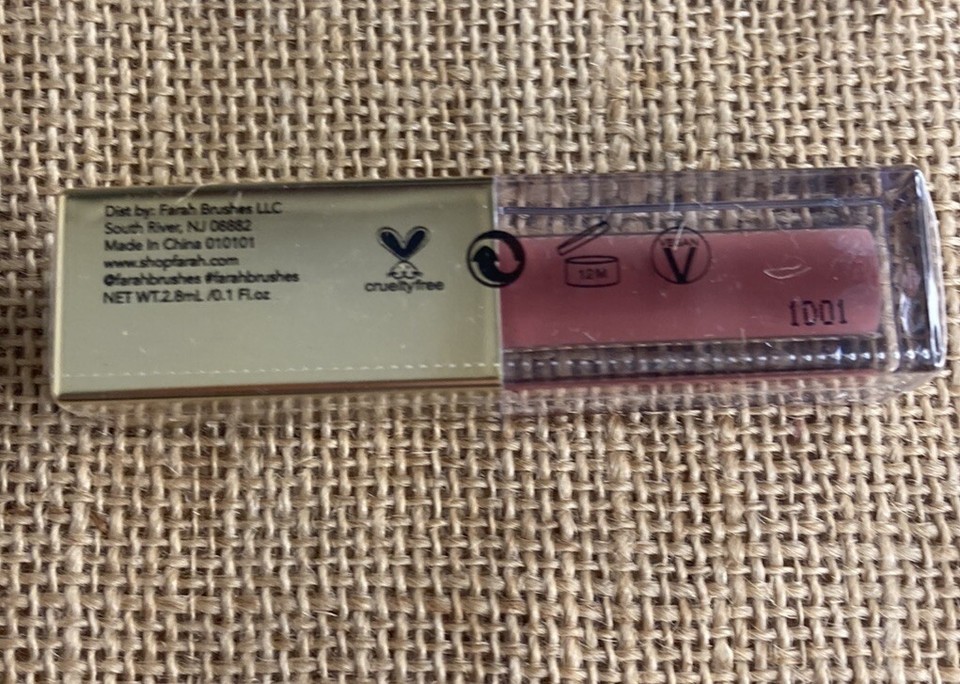 Dist by: Farah Brushes LLC
South River, NJ 08882
Made In China 010101
www.shopfarah.com
@farahbrushes #farahbrushes
NET WT.2.8mL /0.1 Fl.oz
crueltyfree
12M
VEGAN
V
1001